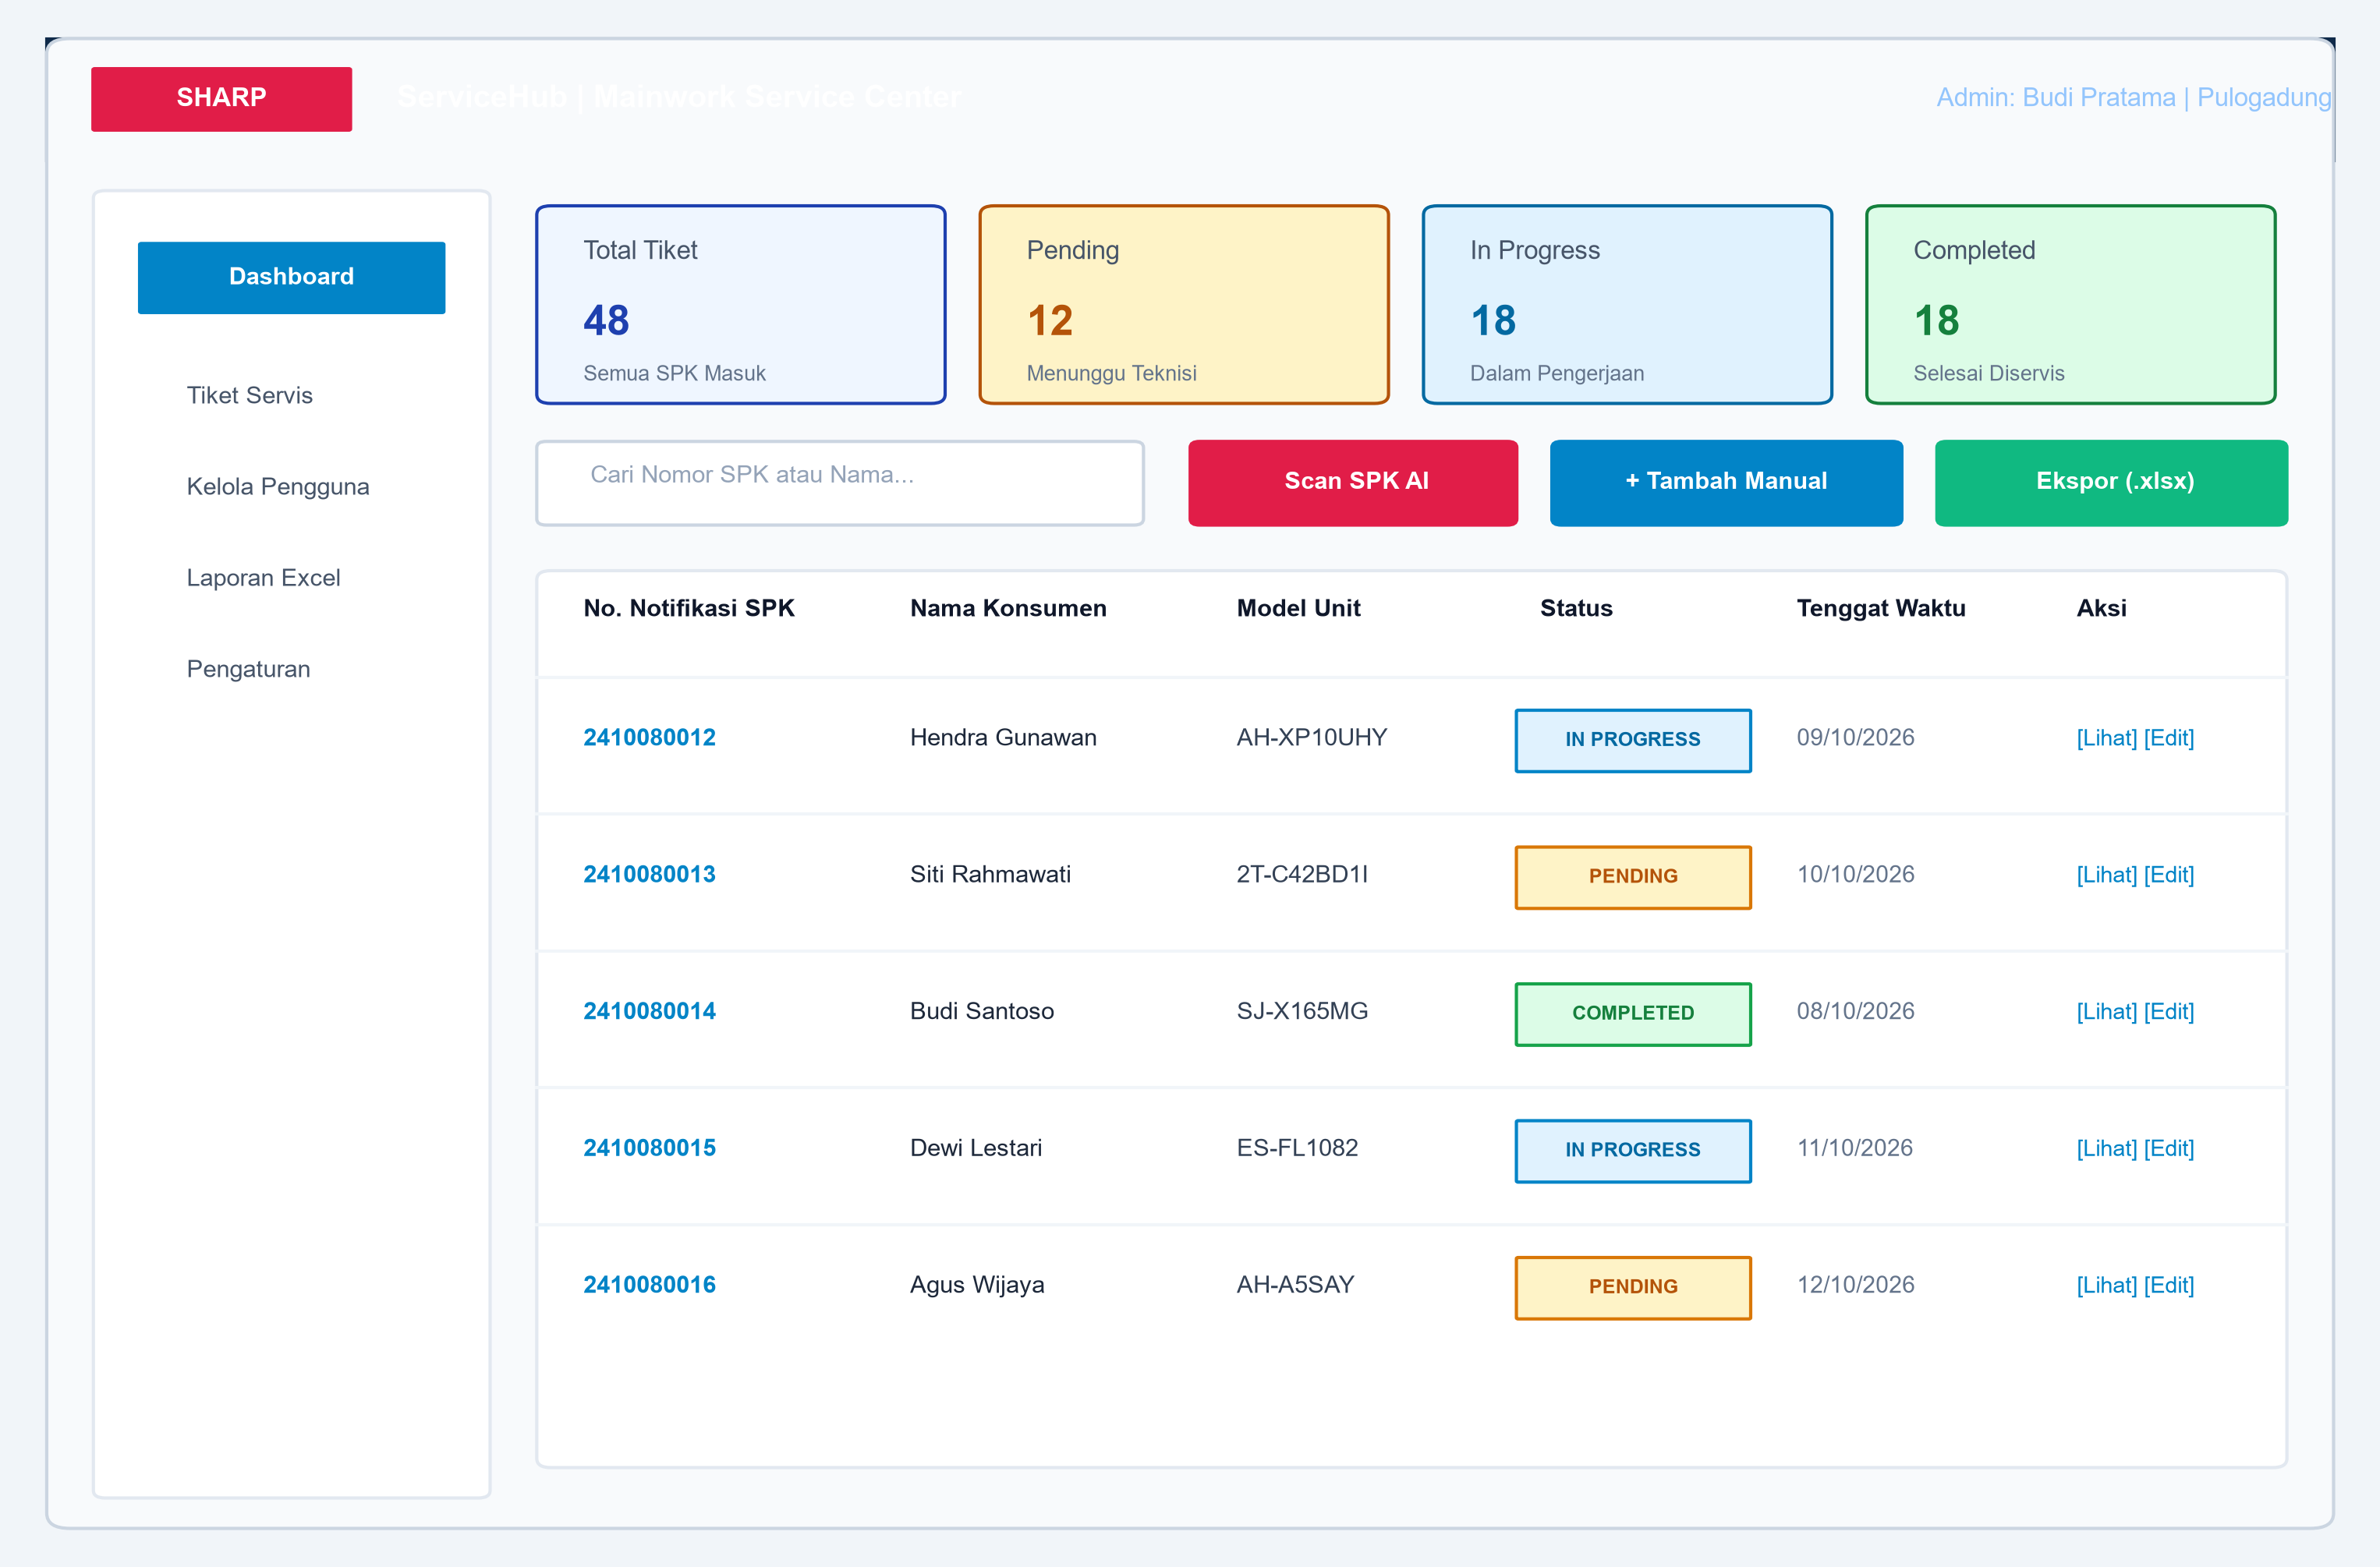 SHARP
ServiceHub | Mainwork Service Center
Admin: Budi Pratama | Pulogadung
Dashboard
Tiket Servis
Kelola Pengguna
Laporan Excel
Pengaturan
Total Tiket
48
Semua SPK Masuk
Pending
12
Menunggu Teknisi
In Progress
18
Dalam Pengerjaan
Completed
18
Selesai Diservis
Cari Nomor SPK atau Nama...
Scan SPK AI
+ Tambah Manual
Ekspor (.xlsx)
No. Notifikasi SPK Nama Konsumen Model Unit Status Tenggat Waktu Aksi
2410080012 Hendra Gunawan AH-XP10UHY IN PROGRESS 09/10/2026 [Lihat] [Edit]
2410080013 Siti Rahmawati 2T-C42BD1I PENDING 10/10/2026 [Lihat] [Edit]
2410080014 Budi Santoso SJ-X165MG COMPLETED 08/10/2026 [Lihat] [Edit]
2410080015 Dewi Lestari ES-FL1082 IN PROGRESS 11/10/2026 [Lihat] [Edit]
2410080016 Agus Wijaya AH-A5SAY PENDING 12/10/2026 [Lihat] [Edit]